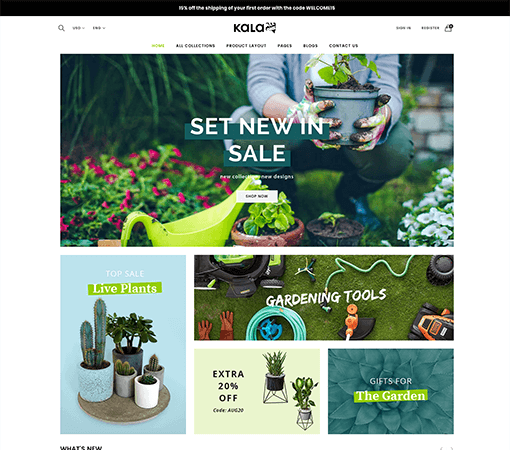 15% off the shipping of your first order with the code WELCOME15
USD
ENG
KALA
SIGN IN
REGISTER
0
HOME
ALL COLLECTIONS
PRODUCT LAYOUT
PAGES
BLOGS
CONTACT US
SET NEW IN
SALE
new collection new designs
SHOP NOW
TOP SALE
Live Plants
GARDENING TOOLS
EXTRA
20%
OFF
Code: AUG20
GIFTS FOR
The Garden
WHAT'S NEW